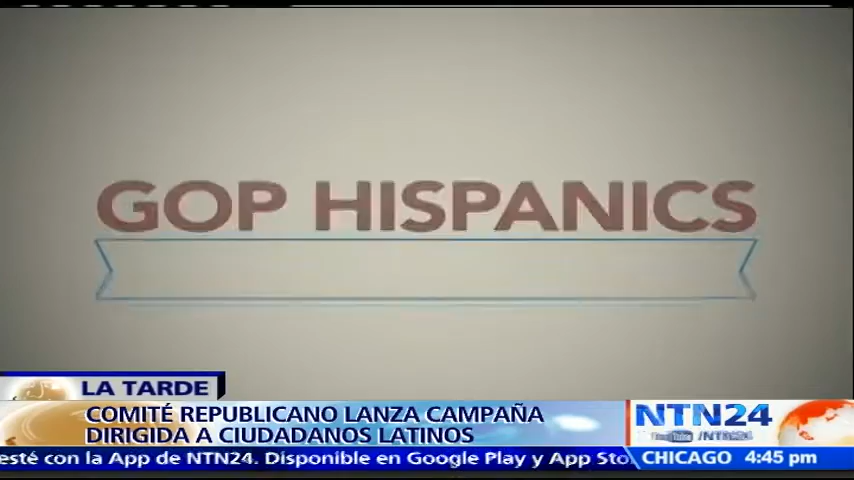 GOP HISPANICS
LA TARDE
COMITÉ REPUBLICANO LANZA CAMPAÑA
DIRIGIDA A CIUDADANOS LATINOS
NTN24
/NTN24
esté con la App de NTN24. Disponible en Google Play y App Sto
CHICAGO 4:45 pm